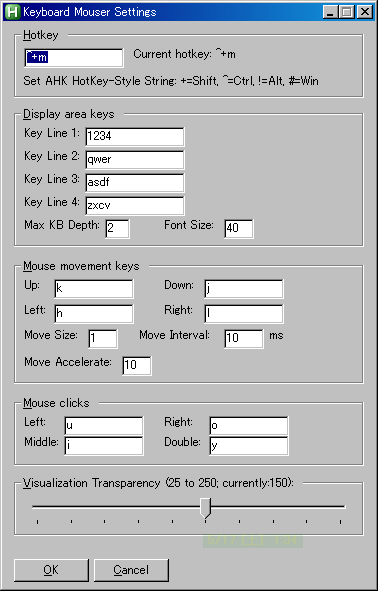 Keyboard Mouser Settings
Hotkey
^+m Current hotkey: ^+m
Set AHK HotKey-Style String: +=Shift, ^=Ctrl, !=Alt, #=Win
Display area keys
Key Line 1: 1234
Key Line 2: qwer
Key Line 3: asdf
Key Line 4: zxcv
Max KB Depth: 2 Font Size: 40
Mouse movement keys
Up: k Down: j
Left: h Right: l
Move Size: 1 Move Interval: 10 ms
Move Accelerate: 10
Mouse clicks
Left: u Right: o
Middle: i Double: y
Visualization Transparency (25 to 250; currently:150):
OK Cancel